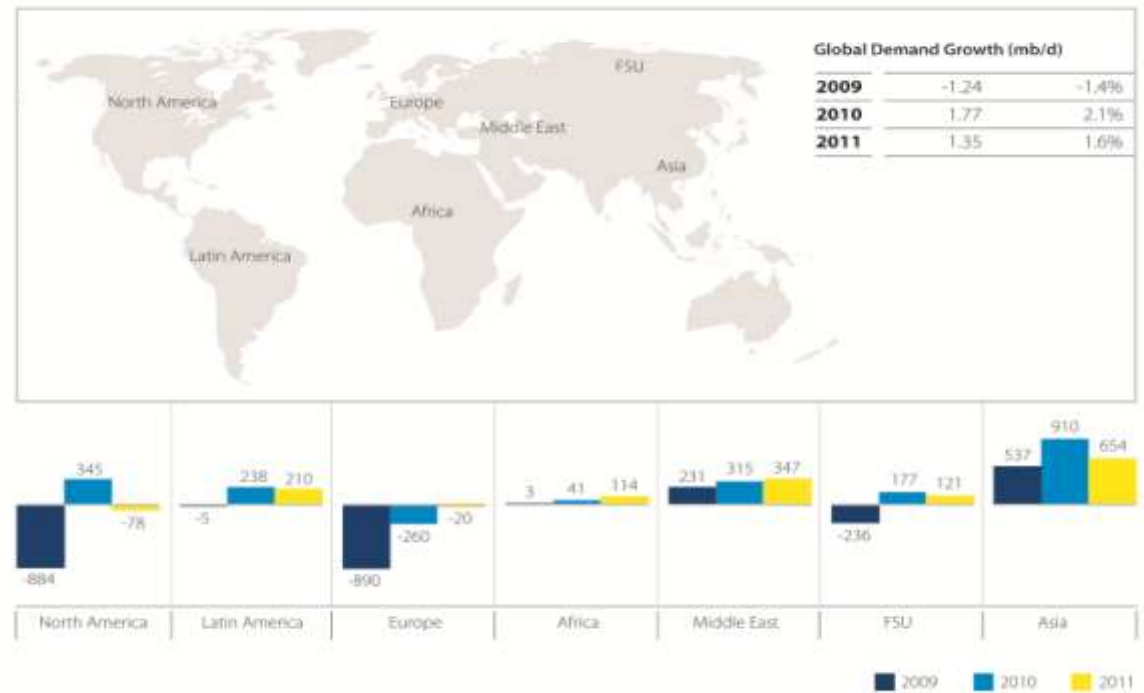 Global Demand Growth (mb/d)
FSU
2009 -1.24 -1.4%
North America Europe
2010 1.77 2.1%
Middle East
2011 1.35 1.6%
Asia
Africa
Latin America
910
345 238 210 3 41 114 231 315 347 177 121 537 654
-78 -5 -20
-260 -236
-884 -890
North America Latin America Europe Africa Middle East FSU Asia
2009 2010 2011